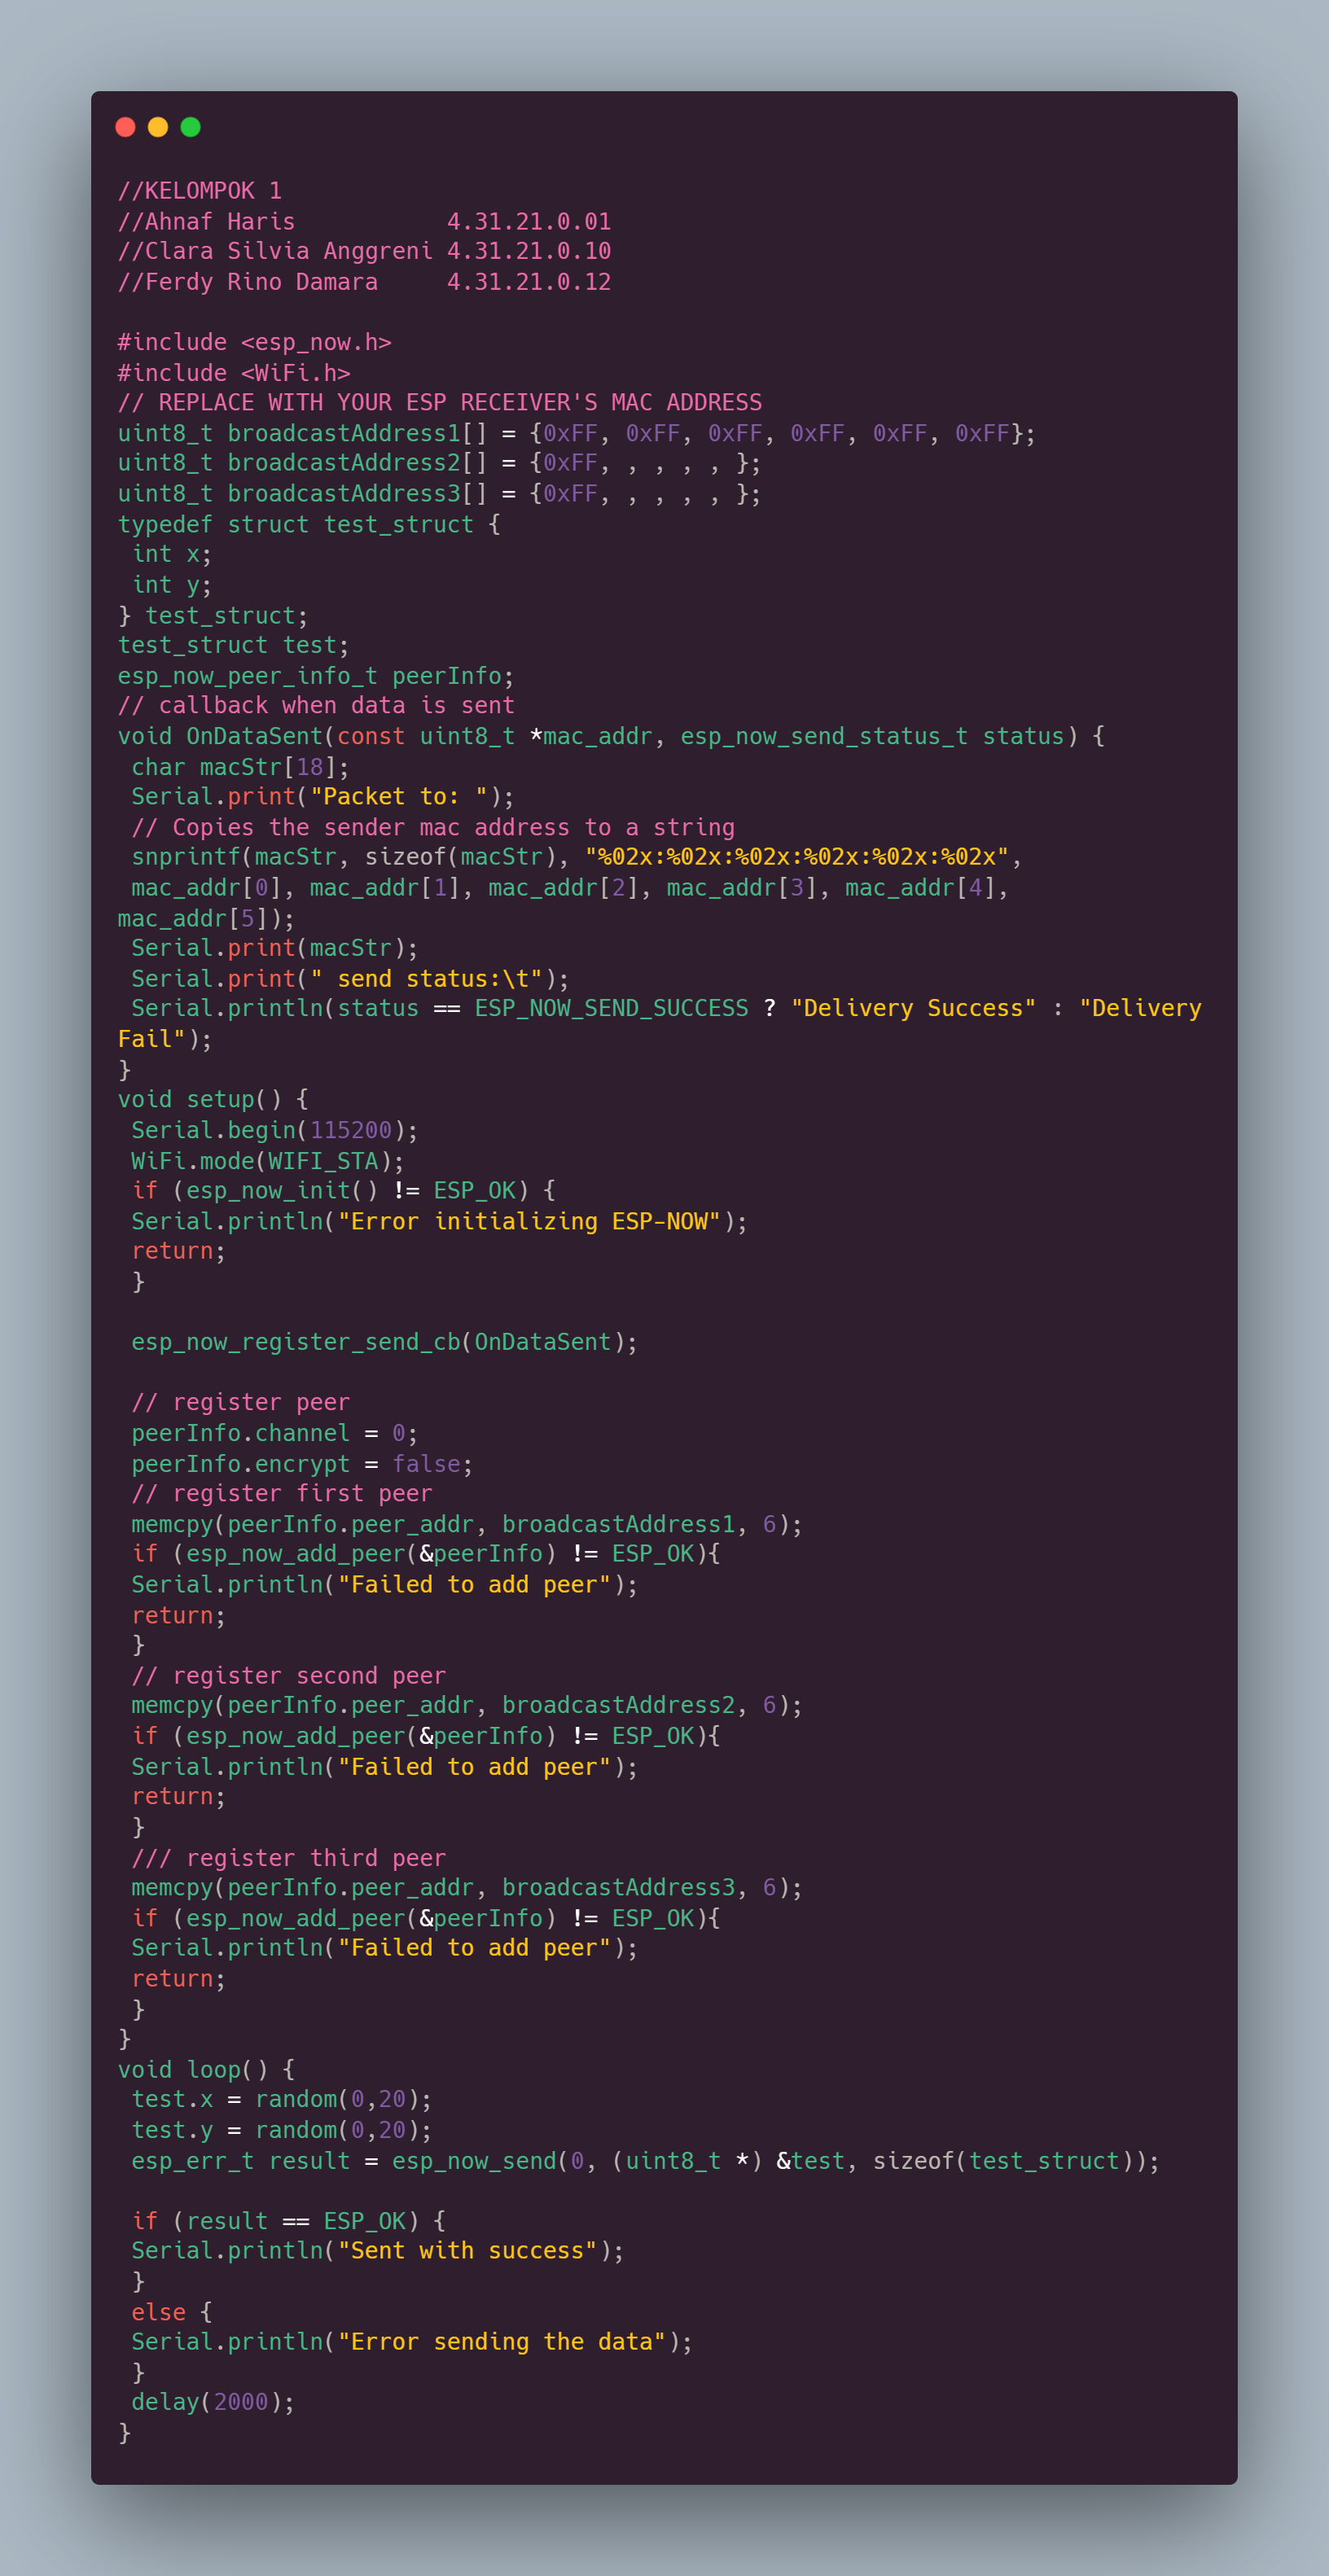 //KELOMPOK 1
//Ahnaf Haris           4.31.21.0.01
//Clara Silvia Anggreni 4.31.21.0.10
//Ferdy Rino Damara     4.31.21.0.12

#include <esp_now.h>
#include <WiFi.h>
// REPLACE WITH YOUR ESP RECEIVER'S MAC ADDRESS
uint8_t broadcastAddress1[] = {0xFF, 0xFF, 0xFF, 0xFF, 0xFF, 0xFF};
uint8_t broadcastAddress2[] = {0xFF, , , , , };
uint8_t broadcastAddress3[] = {0xFF, , , , , };
typedef struct test_struct {
 int x;
 int y;
} test_struct;
test_struct test;
esp_now_peer_info_t peerInfo;
// callback when data is sent
void OnDataSent(const uint8_t *mac_addr, esp_now_send_status_t status) {
 char macStr[18];
 Serial.print("Packet to: ");
 // Copies the sender mac address to a string
 snprintf(macStr, sizeof(macStr), "%02x:%02x:%02x:%02x:%02x:%02x",
 mac_addr[0], mac_addr[1], mac_addr[2], mac_addr[3], mac_addr[4],
mac_addr[5]);
 Serial.print(macStr);
 Serial.print(" send status:\t");
 Serial.println(status == ESP_NOW_SEND_SUCCESS ? "Delivery Success" : "Delivery
Fail");
}
void setup() {
 Serial.begin(115200);
 WiFi.mode(WIFI_STA);
 if (esp_now_init() != ESP_OK) {
 Serial.println("Error initializing ESP-NOW");
 return;
 }

 esp_now_register_send_cb(OnDataSent);

 // register peer
 peerInfo.channel = 0;
 peerInfo.encrypt = false;
 // register first peer
 memcpy(peerInfo.peer_addr, broadcastAddress1, 6);
 if (esp_now_add_peer(&peerInfo) != ESP_OK){
 Serial.println("Failed to add peer");
 return;
 }
 // register second peer
 memcpy(peerInfo.peer_addr, broadcastAddress2, 6);
 if (esp_now_add_peer(&peerInfo) != ESP_OK){
 Serial.println("Failed to add peer");
 return;
 }
 /// register third peer
 memcpy(peerInfo.peer_addr, broadcastAddress3, 6);
 if (esp_now_add_peer(&peerInfo) != ESP_OK){
 Serial.println("Failed to add peer");
 return;
 }
}
void loop() {
 test.x = random(0,20);
 test.y = random(0,20);
 esp_err_t result = esp_now_send(0, (uint8_t *) &test, sizeof(test_struct));

 if (result == ESP_OK) {
 Serial.println("Sent with success");
 }
 else {
 Serial.println("Error sending the data");
 }
 delay(2000);
}